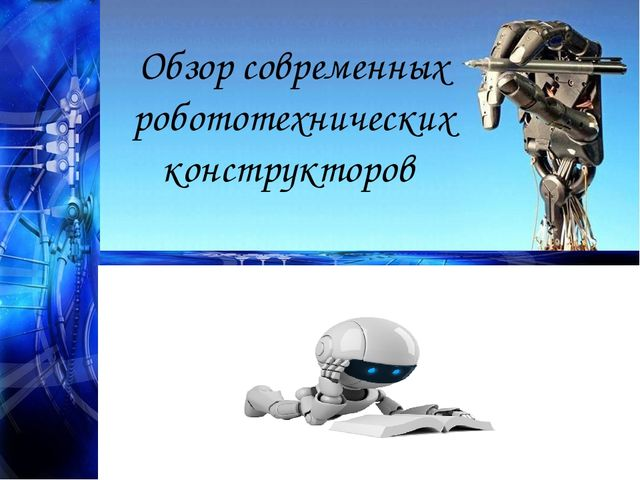 Обзор современных
робототехнических
конструкторов